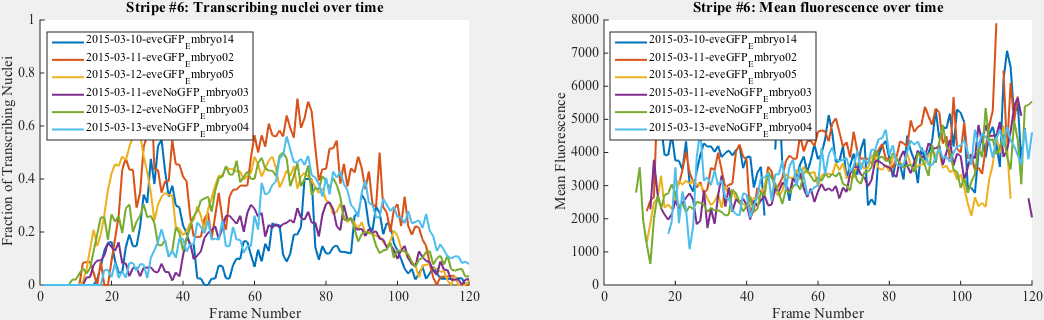 Stripe #6: Transcribing nuclei over time
Fraction of Transcribing Nuclei
1
0.8
0.6
0.4
0.2
0
2015-03-10-eveGFP_Embryo14
2015-03-11-eveGFP_Embryo02
2015-03-12-eveGFP_Embryo05
2015-03-11-eveNoGFP_Embryo03
2015-03-12-eveNoGFP_Embryo03
2015-03-13-eveNoGFP_Embryo04
0 20 40 60 80 100 120
Frame Number
Stripe #6: Mean fluorescence over time
Mean Fluorescence
8000
7000
6000
5000
4000
3000
2000
1000
0
2015-03-10-eveGFP_Embryo14
2015-03-11-eveGFP_Embryo02
2015-03-12-eveGFP_Embryo05
2015-03-11-eveNoGFP_Embryo03
2015-03-12-eveNoGFP_Embryo03
2015-03-13-eveNoGFP_Embryo04
0 20 40 60 80 100 120
Frame Number